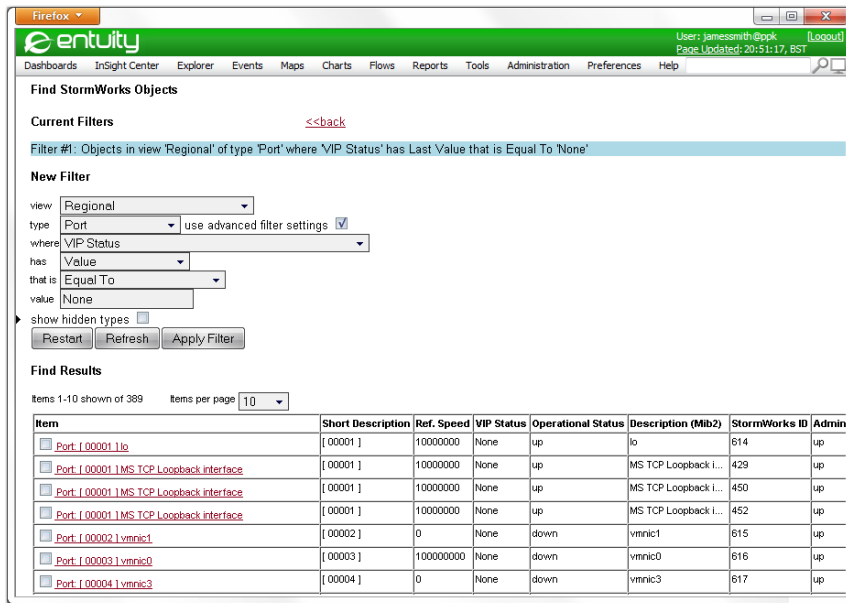 Firefox
entuity
User: jamessmith@ppk [Logout]
Page Updated: 20:51:17, BST
Dashboards InSight Center Explorer Events Maps Charts Flows Reports Tools Administration Preferences Help
Find StormWorks Objects
Current Filters <<back
Filter #1: Objects in view 'Regional' of type 'Port' where 'VIP Status' has Last Value that is Equal To 'None'
New Filter
view Regional
type Port use advanced filter settings
where VIP Status
has Value
that is Equal To
value None
show hidden types
Restart Refresh Apply Filter
Find Results
Items 1-10 shown of 389 Items per page 10
Item Short Description Ref. Speed VIP Status Operational Status Description (Mib2) StormWorks ID Admin
Port: [ 00001 ] lo [ 00001 ] 10000000 None up lo 614 up
Port: [ 00001 ] MS TCP Loopback interface [ 00001 ] 10000000 None up MS TCP Loopback i... 429 up
Port: [ 00001 ] MS TCP Loopback interface [ 00001 ] 10000000 None up MS TCP Loopback i... 450 up
Port: [ 00001 ] MS TCP Loopback interface [ 00001 ] 10000000 None up MS TCP Loopback i... 452 up
Port: [ 00002 ] vmnic1 [ 00002 ] 0 None down vmnic1 615 up
Port: [ 00003 ] vmnic0 [ 00003 ] 100000000 None down vmnic0 616 up
Port: [ 00004 ] vmnic3 [ 00004 ] 0 None down vmnic3 617 up